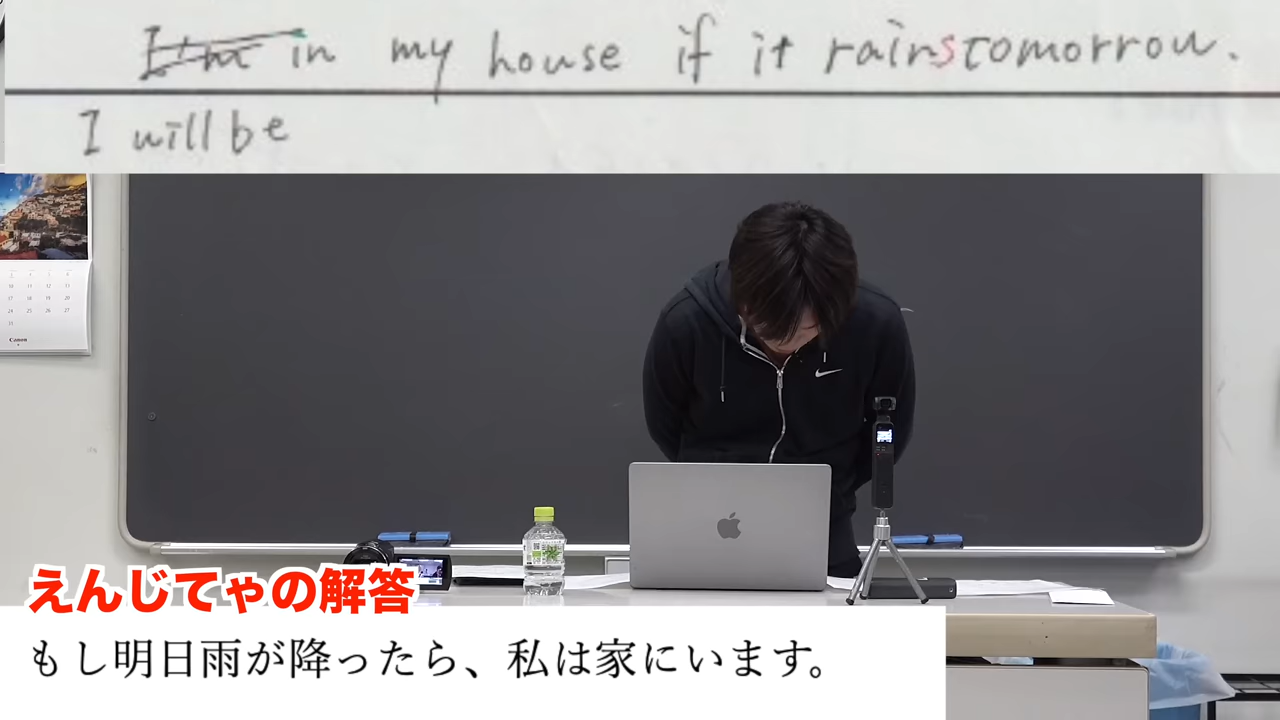 I'm in my house if it rainstomorrow.
I will be
Canon
えんじてゃの解答
もし明日雨が降ったら、私は家にいます。